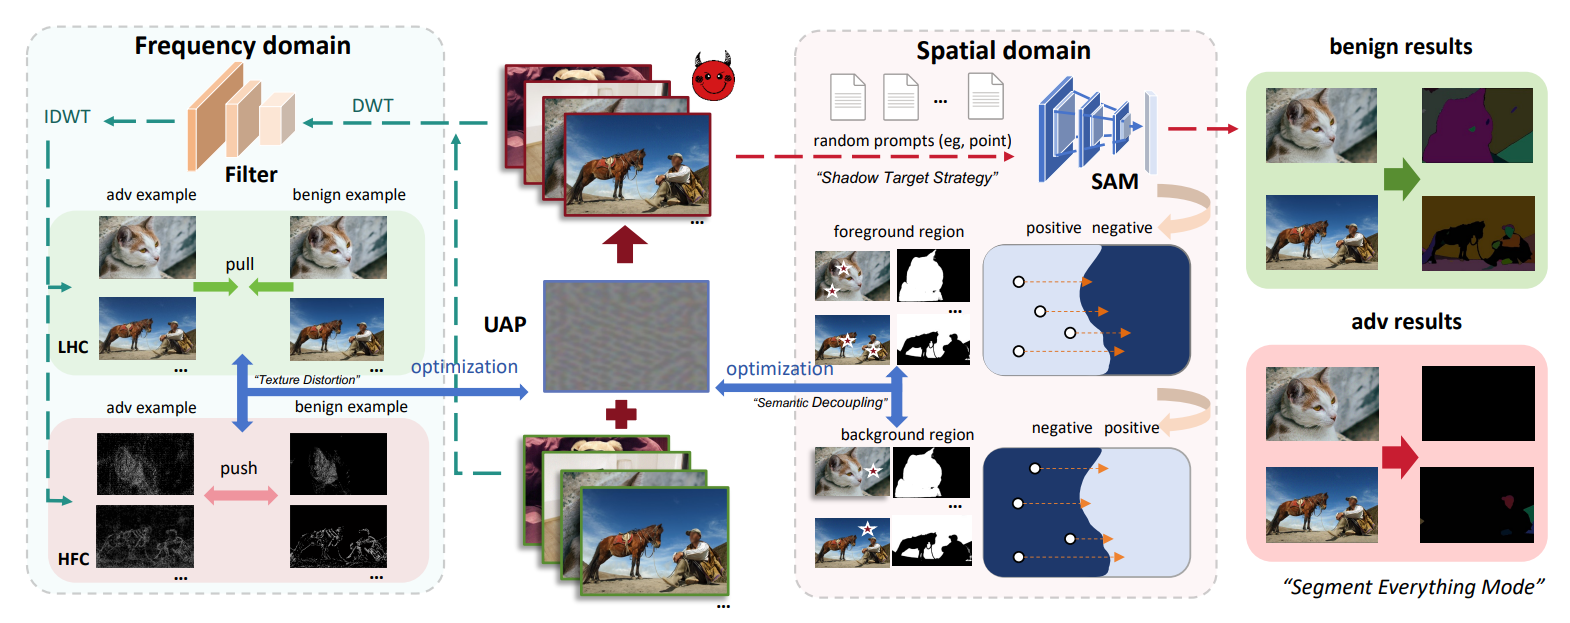 Frequency domain
IDWT
DWT
Filter
adv example
benign example
pull
LHC
...
...
"Texture Distortion"
optimization
adv example
benign example
push
HFC
...
...
...
UAP
...
Spatial domain
...
random prompts (eg, point)
"Shadow Target Strategy"
SAM
foreground region
positive negative
...
optimization
"Semantic Decoupling"
background region
negative positive
...
benign results
adv results
"Segment Everything Mode"